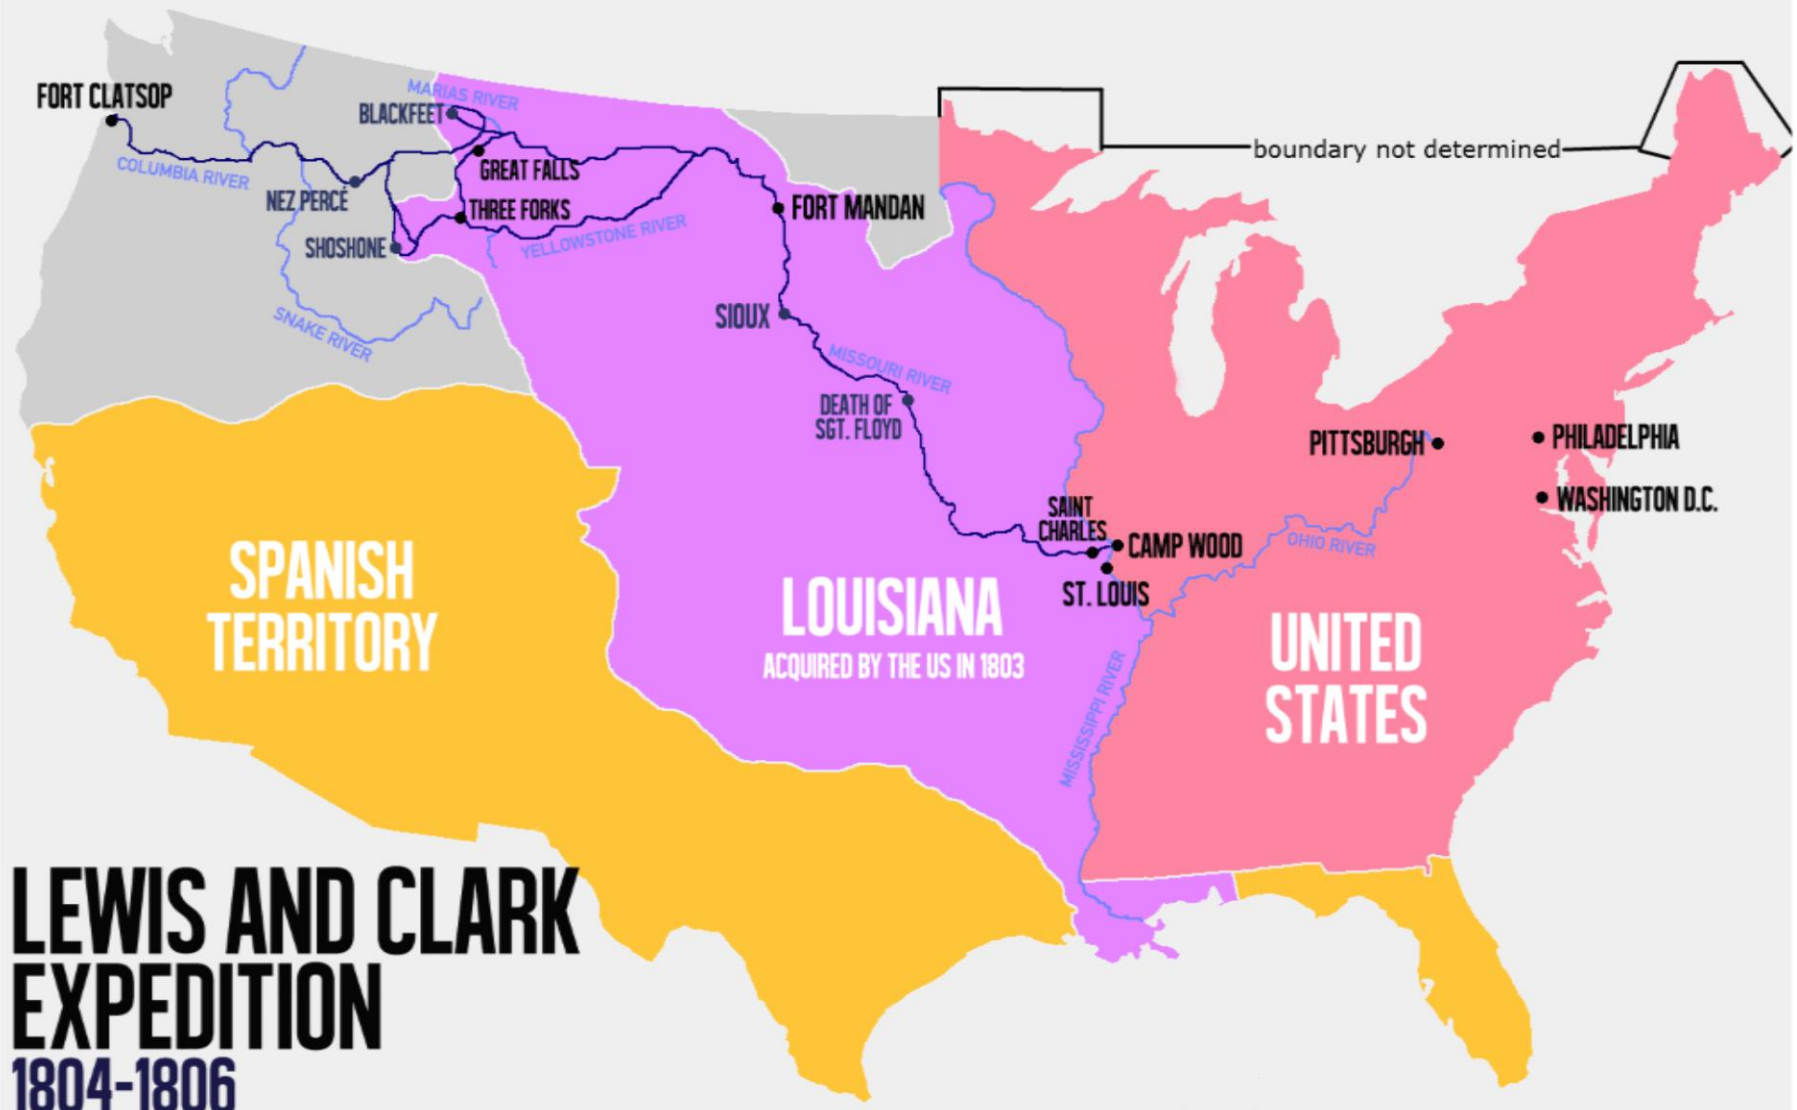 FORT CLATSOP
MARIAS RIVER
BLACKFEET
COLUMBIA RIVER
GREAT FALLS
boundary not determined
NEZ PERCÉ
THREE FORKS
FORT MANDAN
SHOSHONE
YELLOWSTONE RIVER
SNAKE RIVER
SIOUX
MISSOURI RIVER
DEATH OF
SGT. FLOYD
PITTSBURGH
PHILADELPHIA
WASHINGTON D.C.
SAINT
CHARLES
CAMP WOOD
OHIO RIVER
ST. LOUIS
SPANISH
TERRITORY
LOUISIANA
ACQUIRED BY THE US IN 1803
UNITED
STATES
MISSISSIPPI RIVER
LEWIS AND CLARK
EXPEDITION
1804-1806